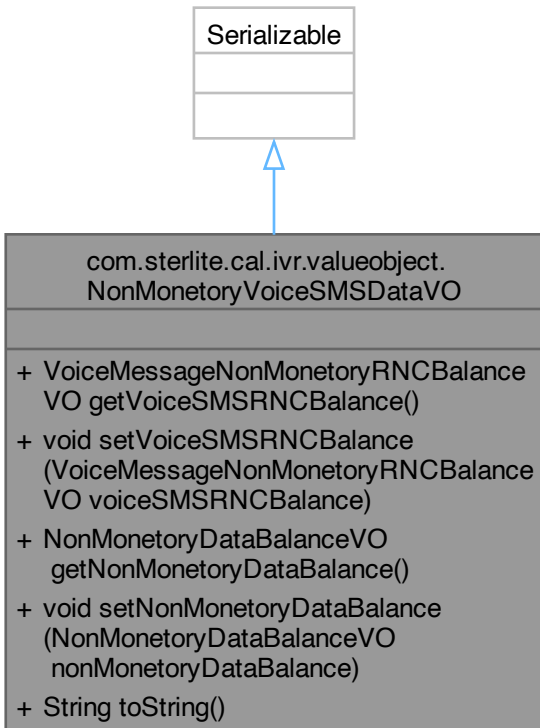 Serializable
com.sterlite.cal.ivr.valueobject.
NonMonetoryVoiceSMSDataVO
+ VoiceMessageNonMonetoryRNCBalance
VO getVoiceSMSRNCBalance()
+ void setVoiceSMSRNCBalance
(VoiceMessageNonMonetoryRNCBalance
VO voiceSMSRNCBalance)
+ NonMonetoryDataBalanceVO
getNonMonetoryDataBalance()
+ void setNonMonetoryDataBalance
(NonMonetoryDataBalanceVO
nonMonetoryDataBalance)
+ String toString()